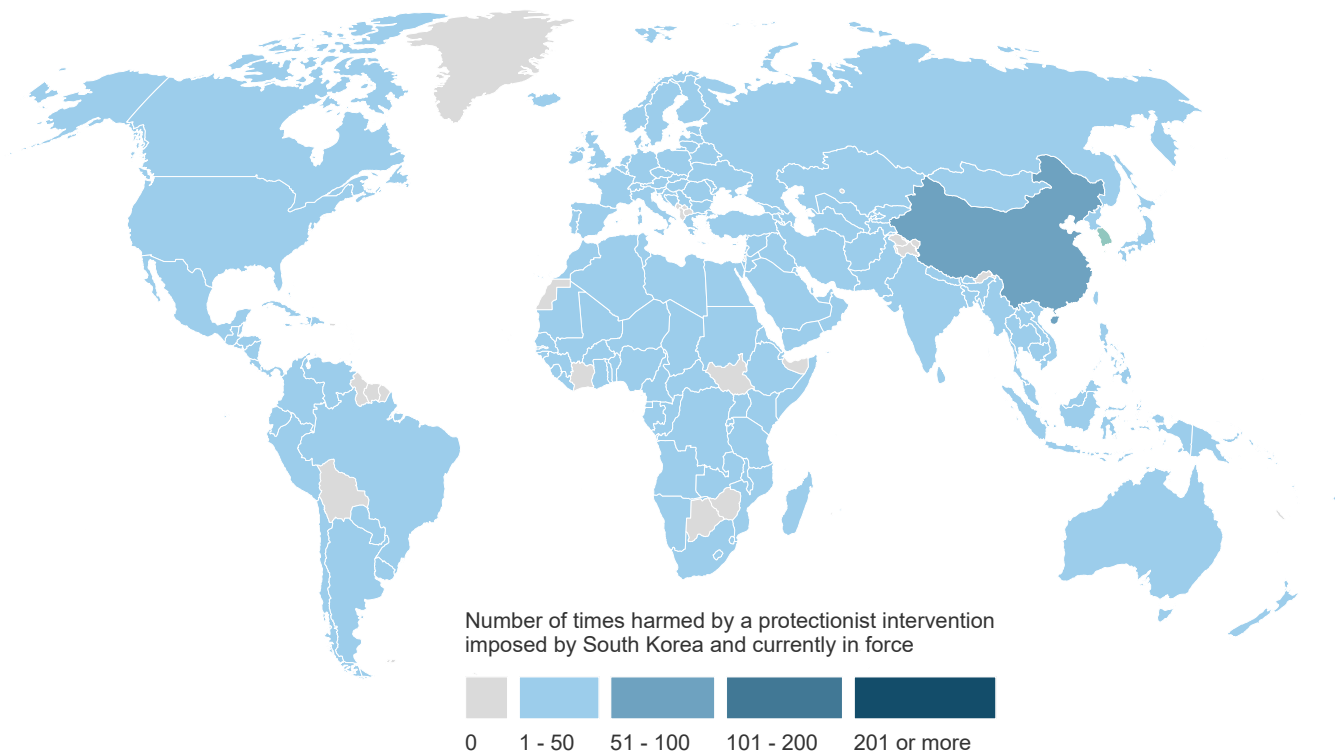 Number of times harmed by a protectionist intervention
imposed by South Korea and currently in force
0
1 - 50
51 - 100
101 - 200
201 or more